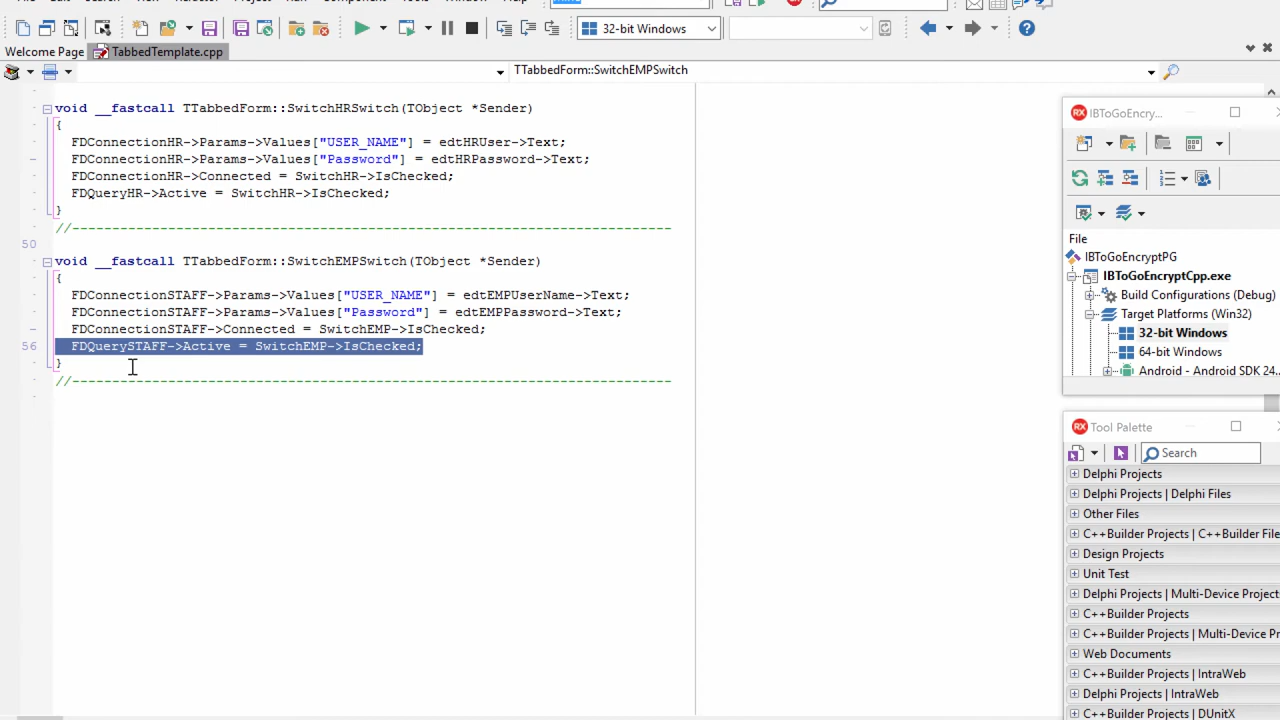 32-bit Windows
Welcome Page
TabbedTemplate.cpp
TTabbedForm::SwitchEMPSwitch
void __fastcall TTabbedForm::SwitchHRSwitch(TObject *Sender)
{
FDConnectionHR->Params->Values["USER_NAME"] = edtHRUser->Text;
FDConnectionHR->Params->Values["Password"] = edtHRPassword->Text;
FDConnectionHR->Connected = SwitchHR->IsChecked;
FDQueryHR->Active = SwitchHR->IsChecked;
}
//---------------------------------------------------------------------------
50
void __fastcall TTabbedForm::SwitchEMPSwitch(TObject *Sender)
{
FDConnectionSTAFF->Params->Values["USER_NAME"] = edtEMPUserName->Text;
FDConnectionSTAFF->Params->Values["Password"] = edtEMPPassword->Text;
FDConnectionSTAFF->Connected = SwitchEMP->IsChecked;
56 FDQuerySTAFF->Active = SwitchEMP->IsChecked;
}
//---------------------------------------------------------------------------
IBToGoEncry...
File
IBToGoEncryptPG
IBToGoEncryptCpp.exe
Build Configurations (Debug)
Target Platforms (Win32)
32-bit Windows
64-bit Windows
Android - Android SDK 24...
Tool Palette
Search
Delphi Projects
Delphi Projects | Delphi Files
Other Files
C++Builder Projects | C++Builder File
Design Projects
Unit Test
Delphi Projects | Multi-Device Project
C++Builder Projects
C++Builder Projects | Multi-Device Pr
Web Documents
C++Builder Projects | IntraWeb
Delphi Projects | IntraWeb
C++Builder Projects | DUnitX